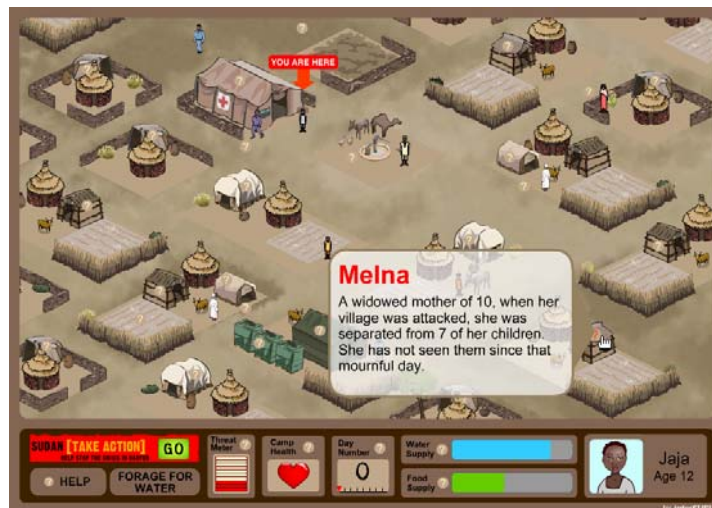 YOU ARE HERE
Melna
A widowed mother of 10, when her
village was attacked, she was
separated from 7 of her children.
She has not seen them since that
mournful day.
SUDAN [TAKE ACTION] GO
? HELP
FORAGE FOR
WATER
Threat
Meter ?
Camp
Health ?
Day
Number ?
0
Water
Supply ?
Food
Supply ?
Jaja
Age 12